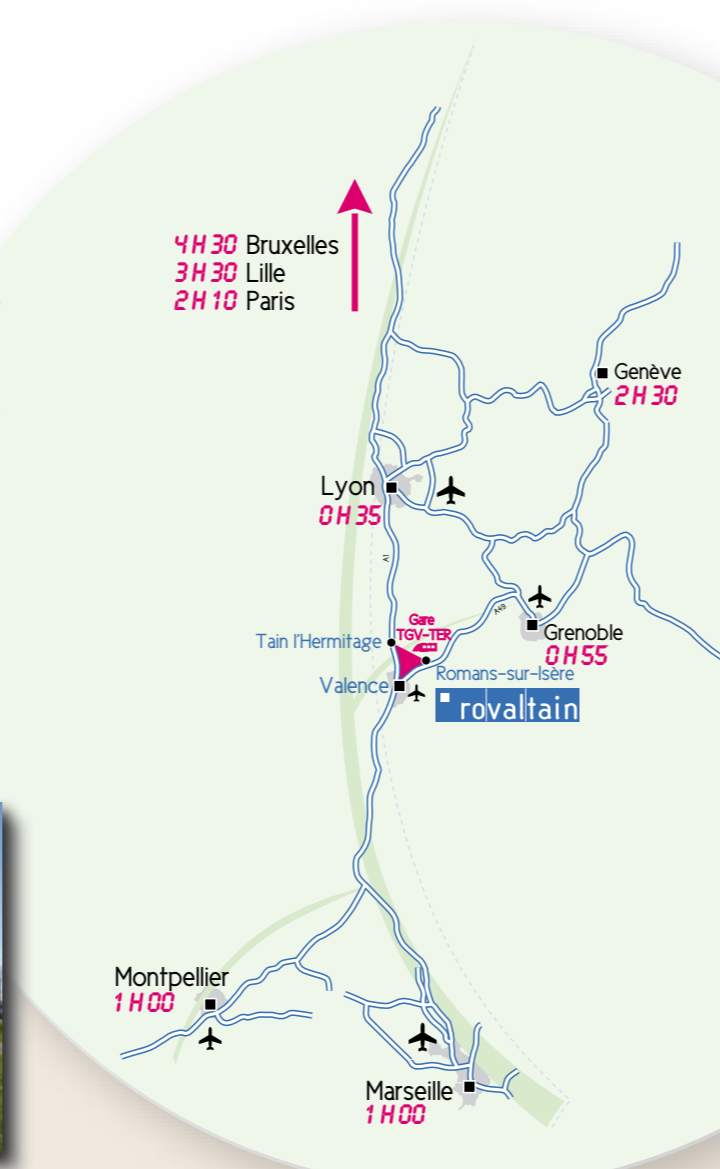 4H30 Bruxelles
3H30 Lille
2H10 Paris
Genève
2H30
Lyon
0H35
A49
Gare
TGV-TER
Grenoble
0H55
Tain l'Hermitage
Romans-sur-Isère
Valence
rovaltain
Montpellier
1H00
Marseille
1H00